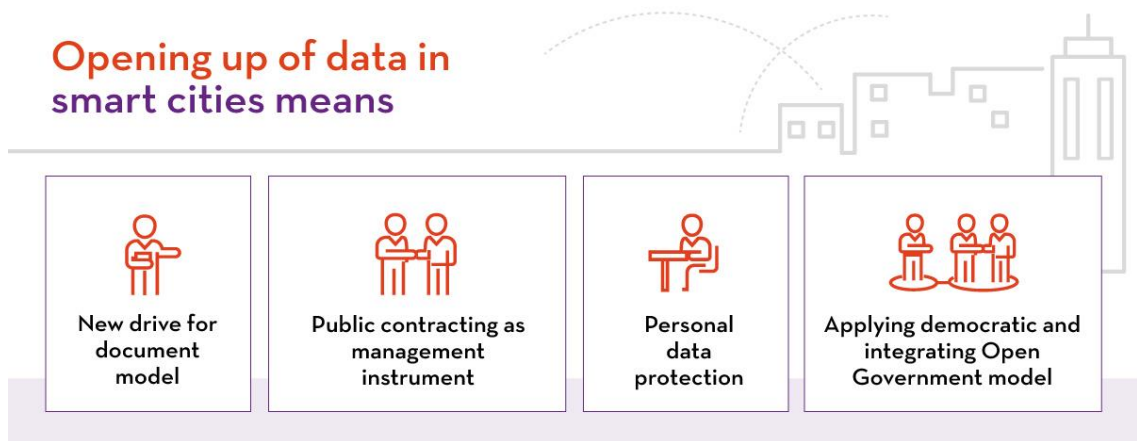 Opening up of data in
smart cities means
New drive for
document
model
Public contracting as
management
instrument
Personal
data
protection
Applying democratic and
integrating Open
Government model